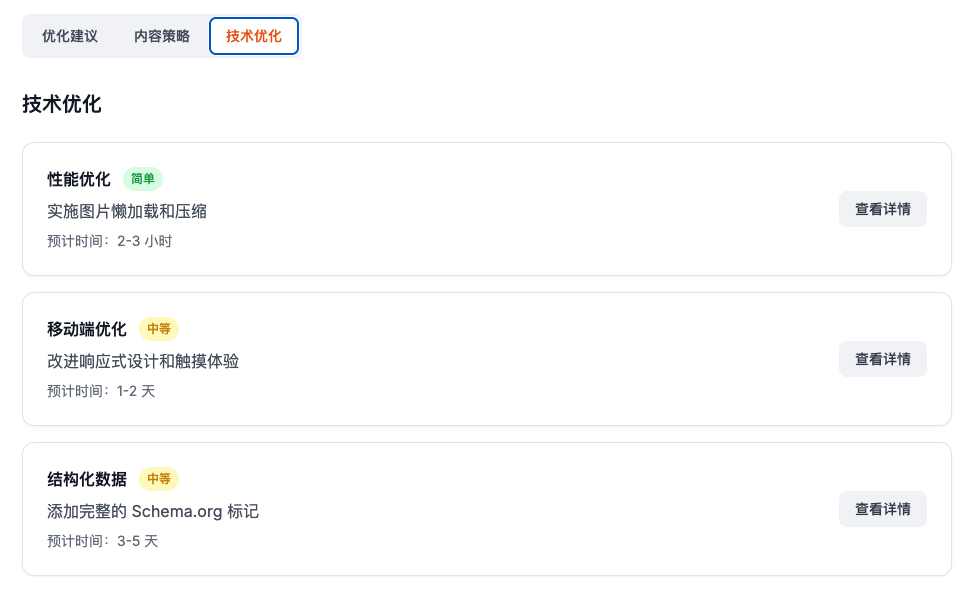 优化建议 内容策略 技术优化
技术优化
性能优化 简单
实施图片懒加载和压缩
预计时间：2-3 小时
查看详情
移动端优化 中等
改进响应式设计和触摸体验
预计时间：1-2 天
查看详情
结构化数据 中等
添加完整的 Schema.org 标记
预计时间：3-5 天
查看详情